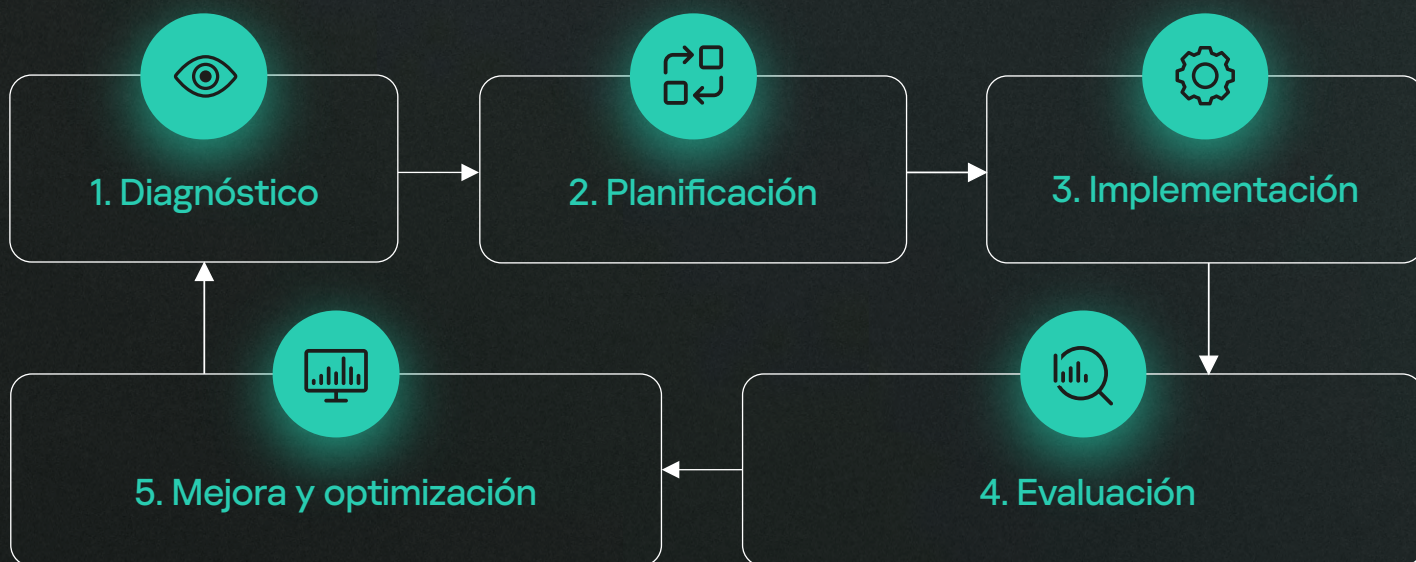 1. Diagnóstico
2. Planificación
3. Implementación
4. Evaluación
5. Mejora y optimización